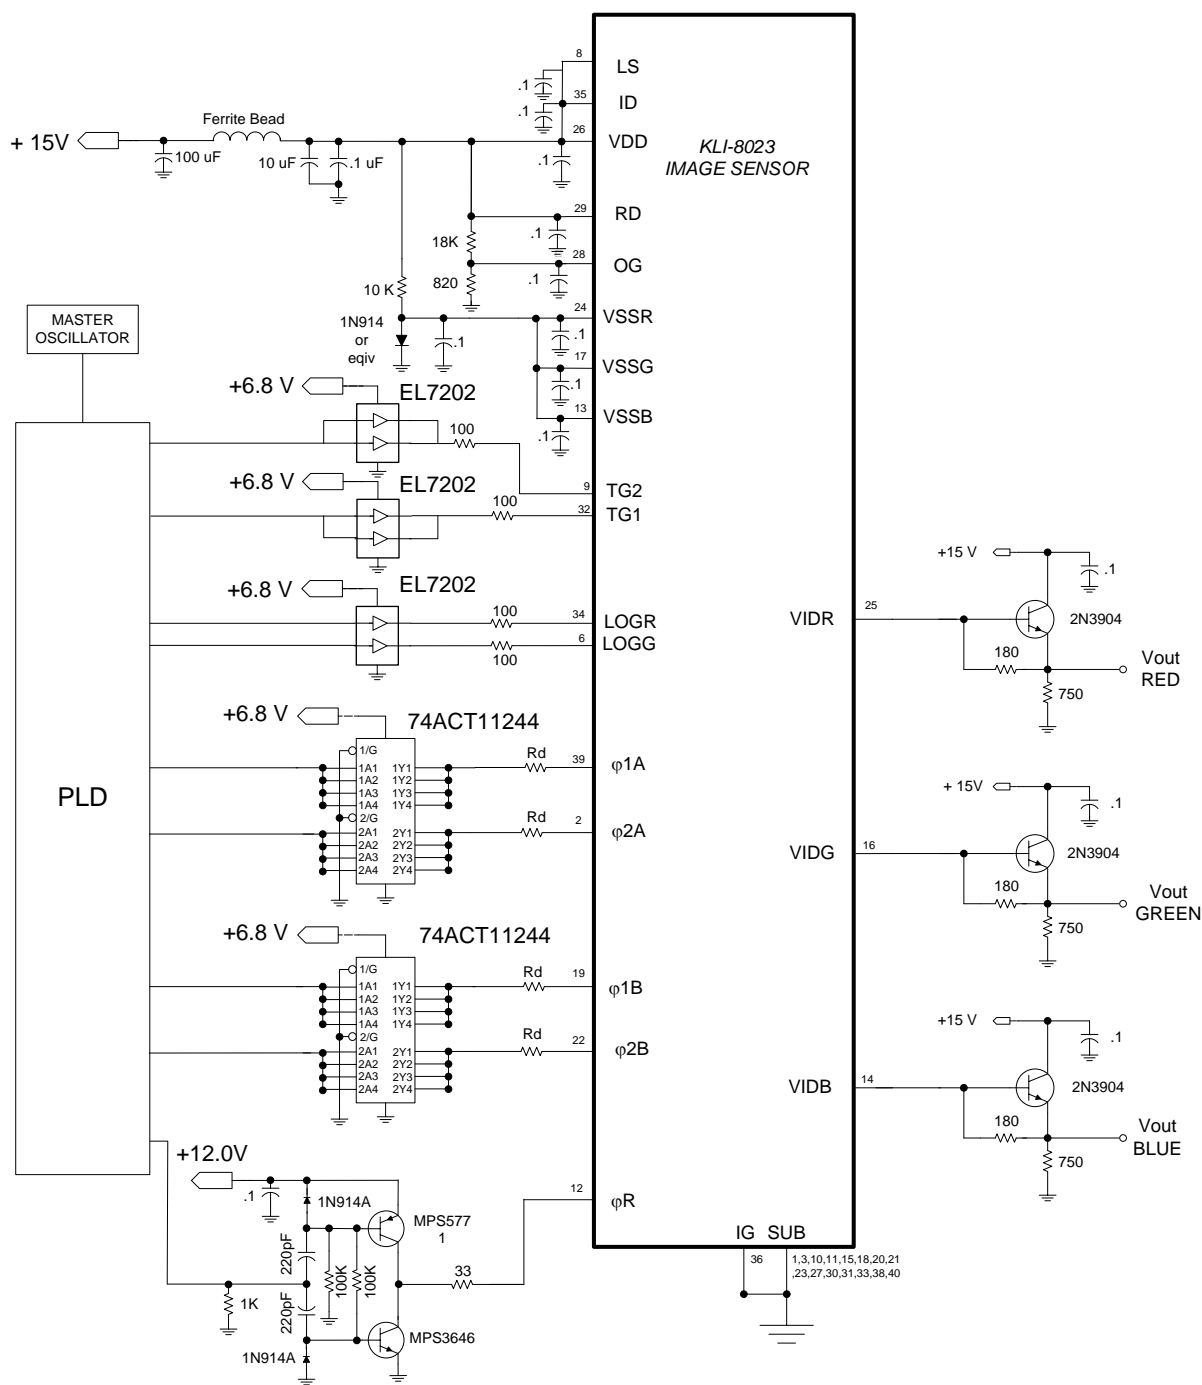 8
LS
.1
35
ID
.1
Ferrite Bead
26
+ 15V
VDD
KLI-8023
IMAGE SENSOR
100 uF
10 uF
.1 uF
.1
29
RD
18K
.1
28
OG
820
.1
10 K
24
VSSR
MASTER
OSCILLATOR
1N914
or
eqiv
.1
.1
17
VSSG
+6.8 V
EL7202
.1
13
VSSB
100
.1
+6.8 V
EL7202
9
TG2
100
32
TG1
+15 V
.1
+6.8 V
EL7202
100
34
LOGR
25
VIDR
2N3904
6
LOGG
100
180
Vout
RED
750
+6.8 V
74ACT11244
1/G
Rd
39
φ1A
1A1
1Y1
1A2
1Y2
1A3
1Y3
1A4
1Y4
PLD
+ 15V
.1
2/G
Rd
2
φ2A
2A1
2Y1
2A2
2Y2
2A3
2Y3
2A4
2Y4
VIDG
16
2N3904
180
Vout
GREEN
750
+6.8 V
74ACT11244
1/G
Rd
19
φ1B
1A1
1Y1
1A2
1Y2
1A3
1Y3
1A4
1Y4
+15 V
.1
2/G
Rd
22
φ2B
2A1
2Y1
2A2
2Y2
2A3
2Y3
2A4
2Y4
VIDB
14
2N3904
180
Vout
BLUE
750
+12.0V
.1
1N914A
12
φR
MPS577
1
IG
SUB
220pF
100K
100K
36
1,3,10,11,15,18,20,21
,23,27,30,31,33,38,40
33
1K
220pF
MPS3646
1N914A